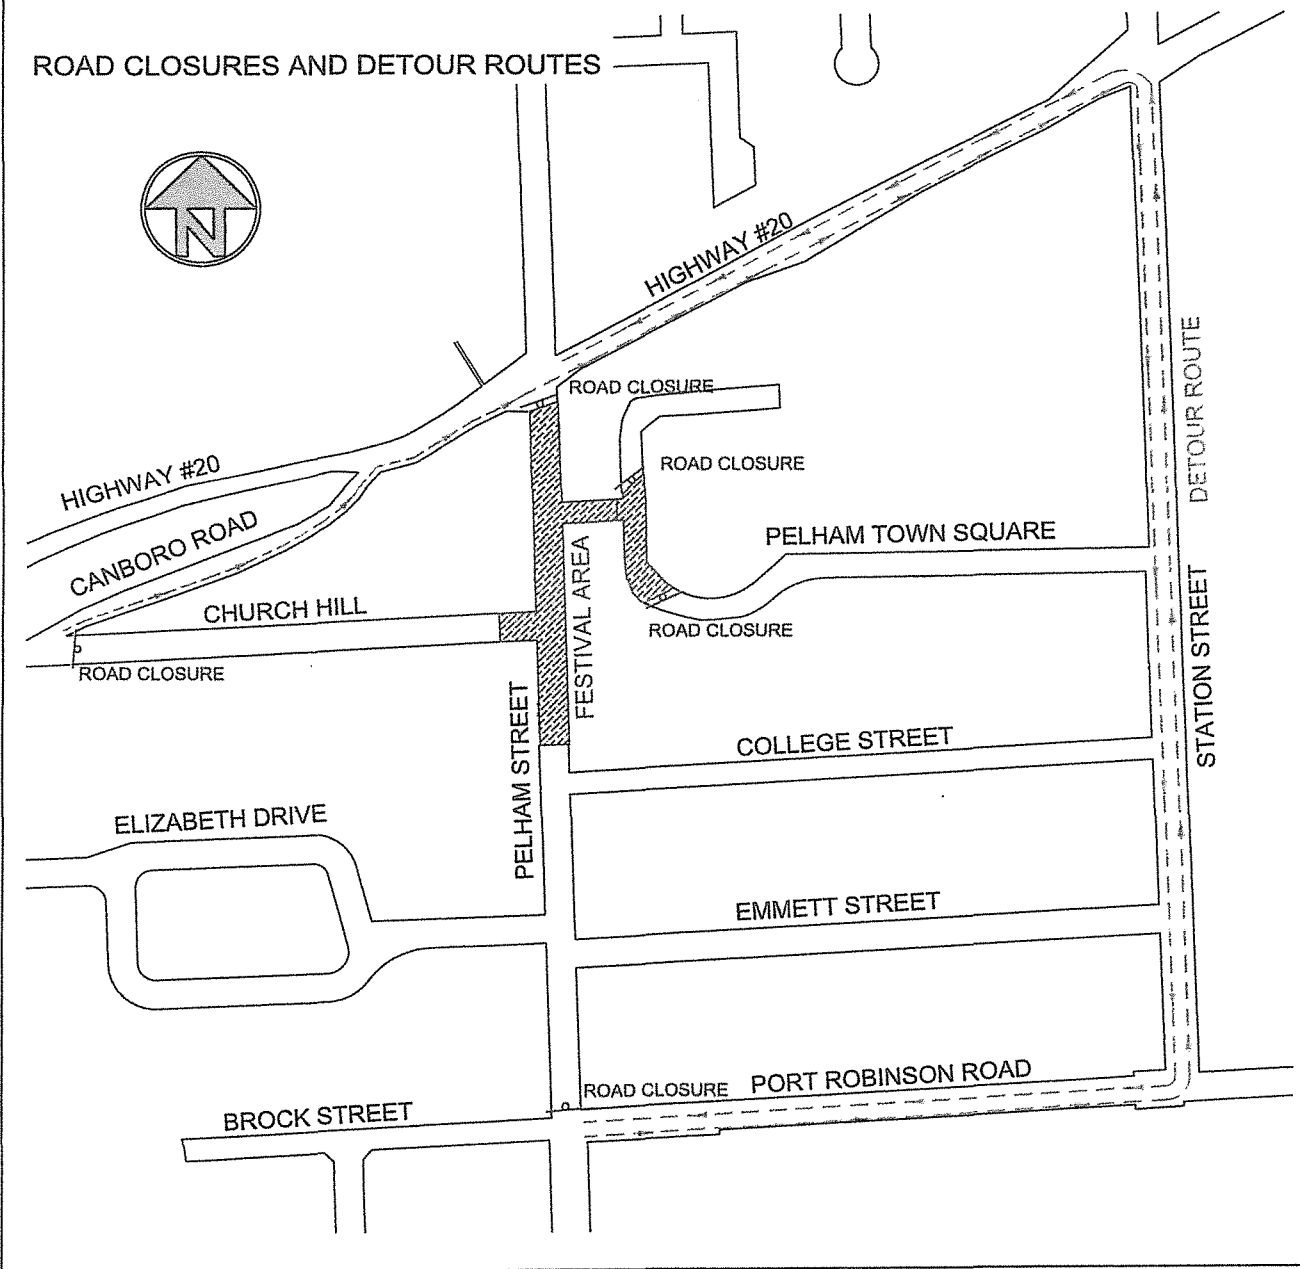 ROAD CLOSURES AND DETOUR ROUTES
N
HIGHWAY #20
DETOUR ROUTE
ROAD CLOSURE
ROAD CLOSURE
HIGHWAY #20
CANBORO ROAD
PELHAM TOWN SQUARE
CHURCH HILL
FESTIVAL AREA
ROAD CLOSURE
ROAD CLOSURE
STATION STREET
PELHAM STREET
COLLEGE STREET
ELIZABETH DRIVE
EMMETT STREET
ROAD CLOSURE
PORT ROBINSON ROAD
BROCK STREET